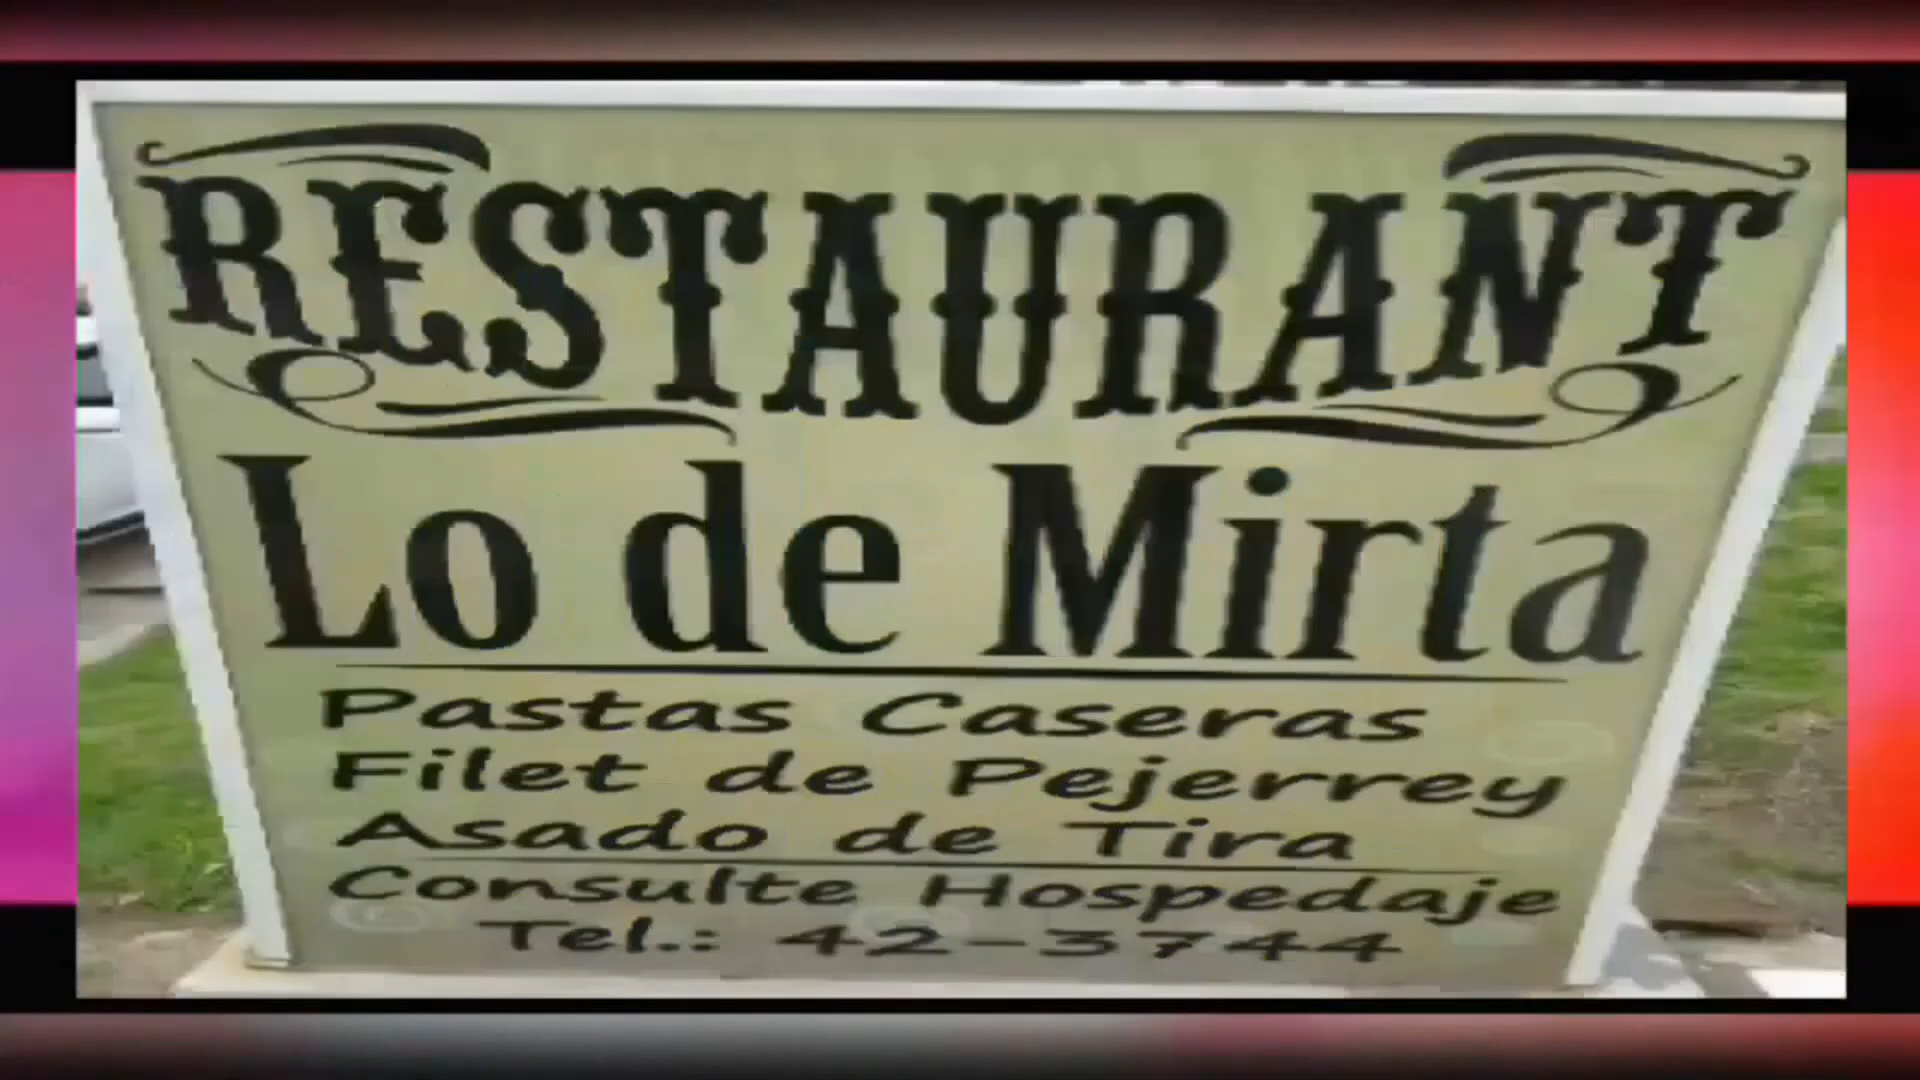 RESTAURANT
Lo de Mirta
Pastas Caseras
Filet de Pejerrey
Asado de Tira
Consulte Hospedaje
Tel.: 42-3744